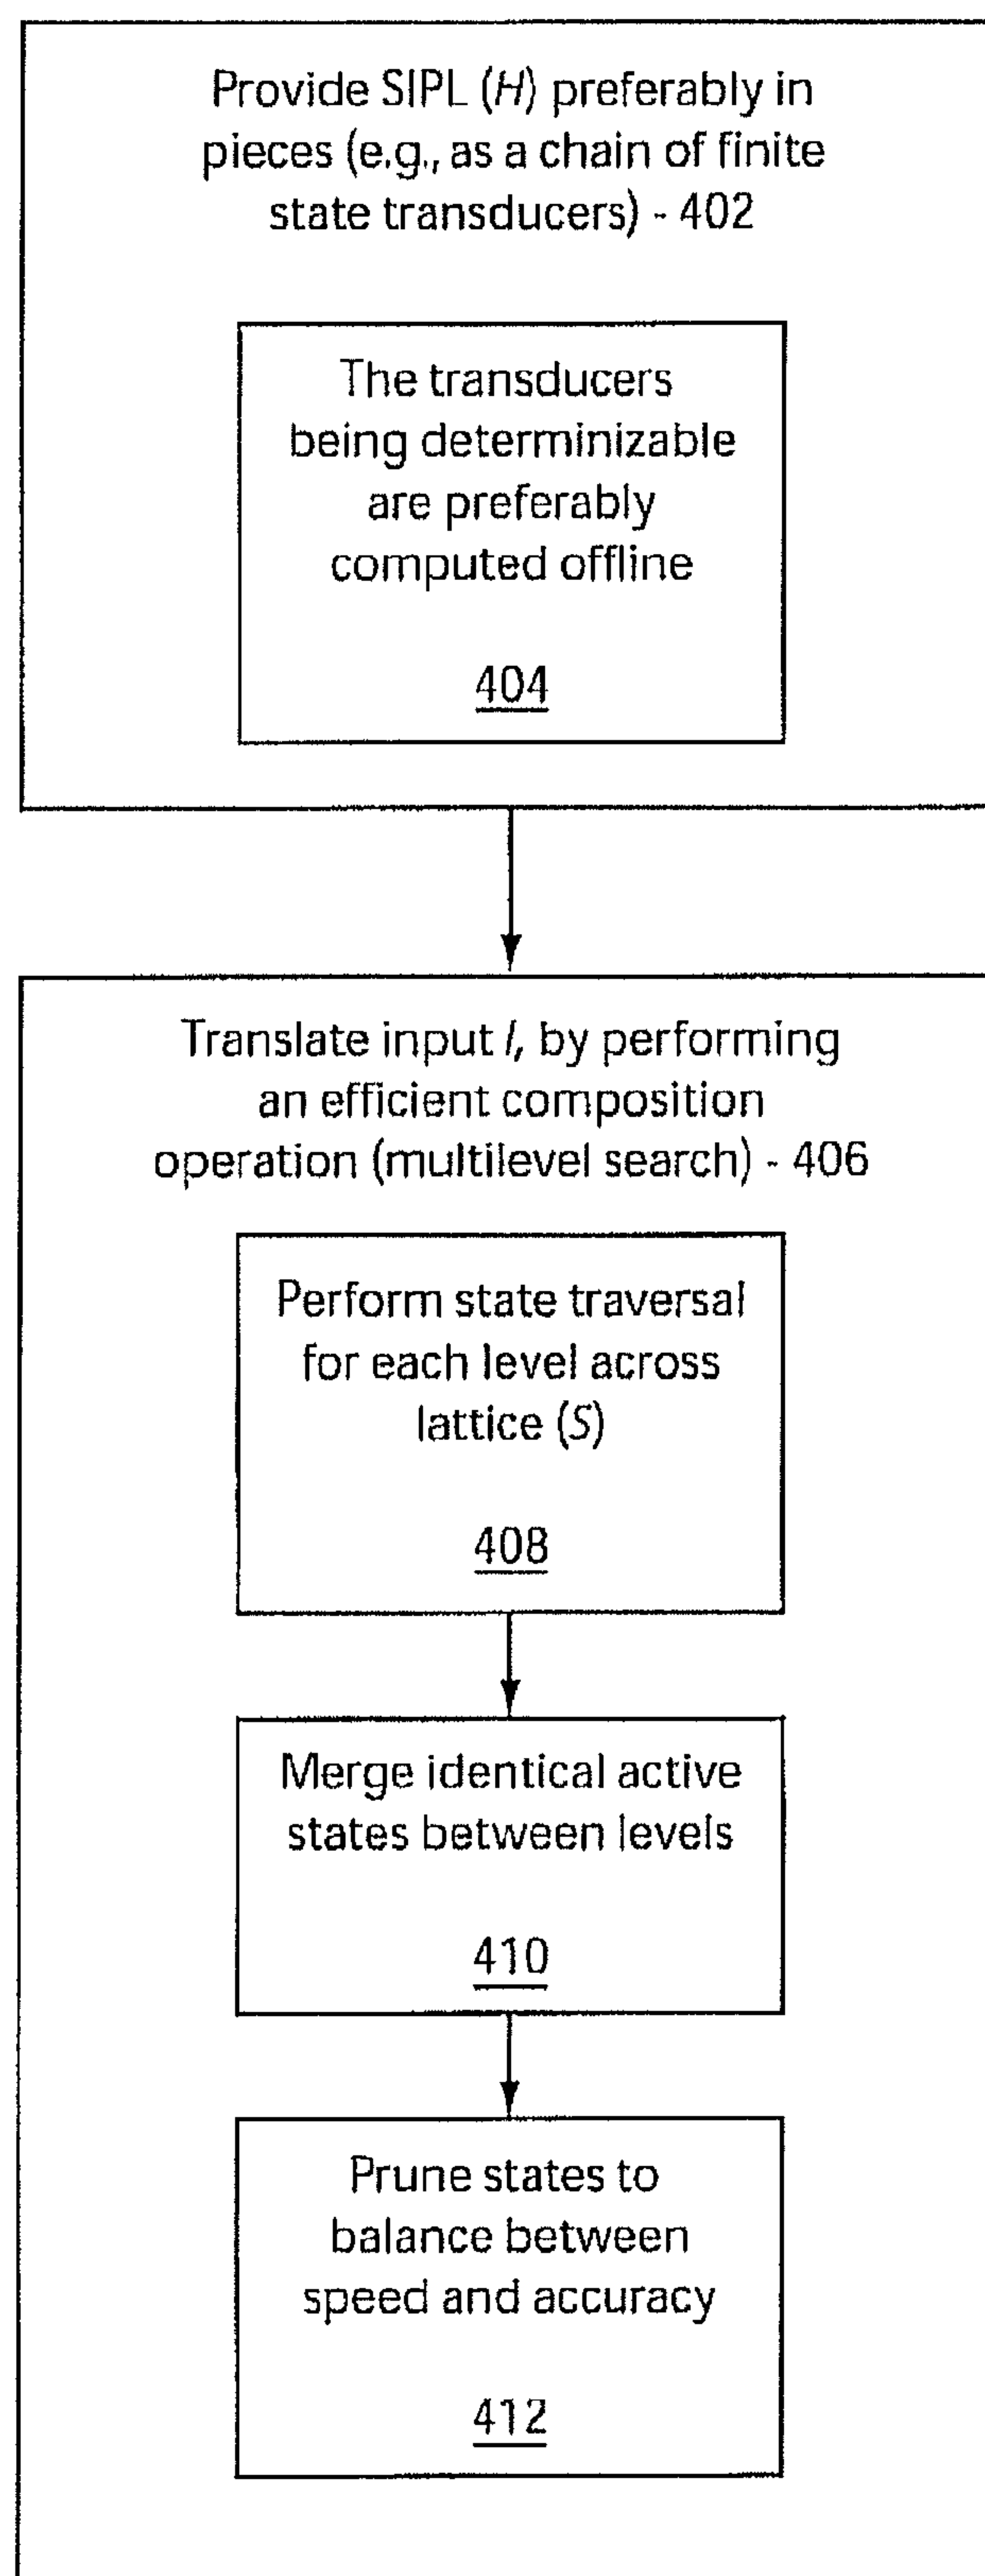 Provide SIPL (H) preferably in
pieces (e.g., as a chain of finite
state transducers) - 402
The transducers
being determinizable
are preferably
computed offline
404
Translate input I, by performing
an efficient composition
operation (multilevel search) - 406
Perform state traversal
for each level across
lattice (S)
408
Merge identical active
states between levels
410
Prune states to
balance between
speed and accuracy
412